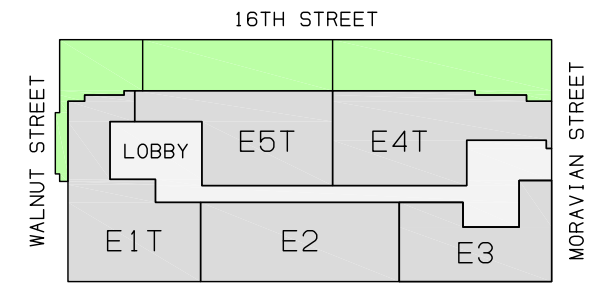 16TH STREET
WALNUT STREET
MORAVIAN STREET
LOBBY
E5T
E4T
E1T
E2
E3